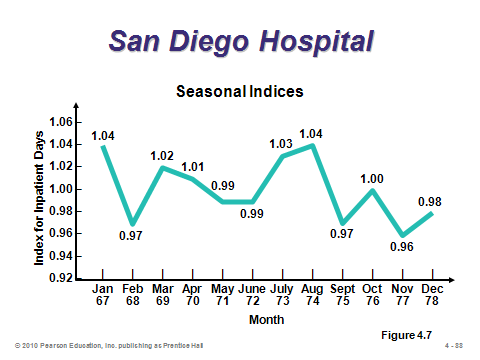 San Diego Hospital
Seasonal Indices
Index for Inpatient Days
1.06
1.04
1.02
1.00
0.98
0.96
0.94
0.92
1.04
0.97
1.02
1.01
0.99
0.99
1.03
1.04
0.97
1.00
0.96
0.98
Jan Feb Mar Apr May June July Aug Sept Oct Nov Dec
67 68 69 70 71 72 73 74 75 76 77 78
Month
Figure 4.7
© 2010 Pearson Education, Inc. publishing as Prentice Hall
4 - 88